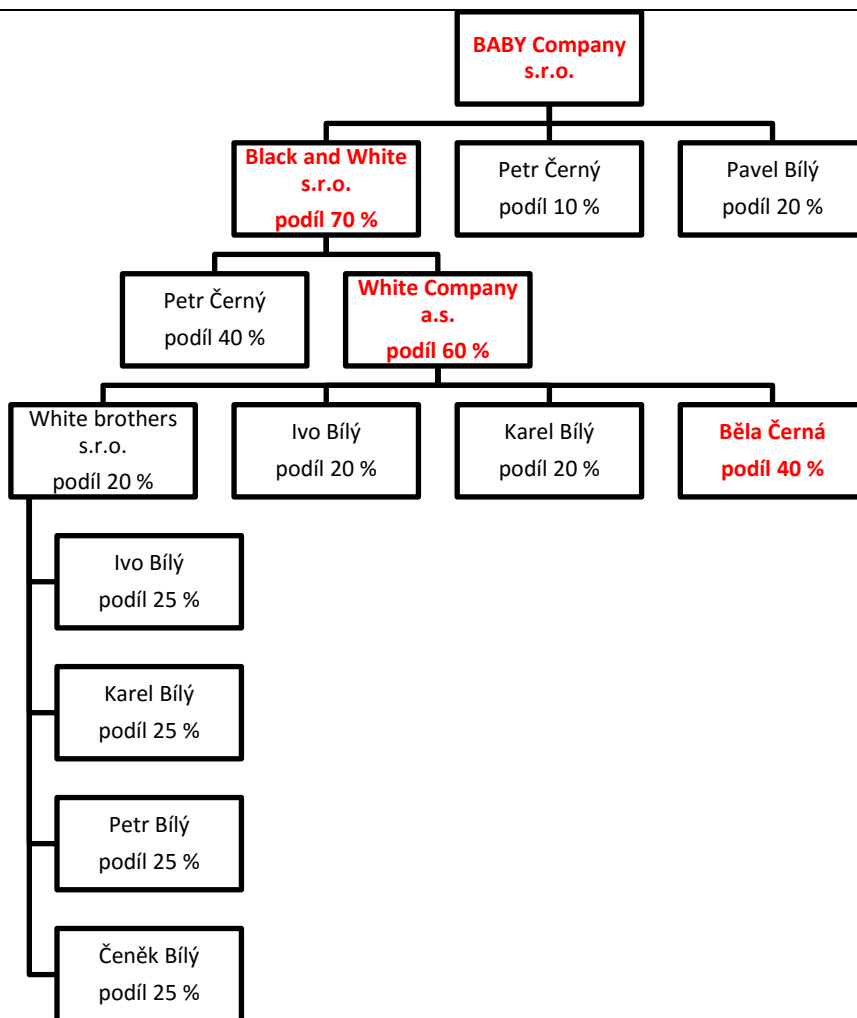 BABY Company
s.r.o.
Black and White
s.r.o.
podíl 70 %
Petr Černý
podíl 10 %
Pavel Bílý
podíl 20 %
Petr Černý
podíl 40 %
White Company
a.s.
podíl 60 %
White brothers
s.r.o.
podíl 20 %
Ivo Bílý
podíl 20 %
Karel Bílý
podíl 20 %
Běla Černá
podíl 40 %
Ivo Bílý
podíl 25 %
Karel Bílý
podíl 25 %
Petr Bílý
podíl 25 %
Čeněk Bílý
podíl 25 %